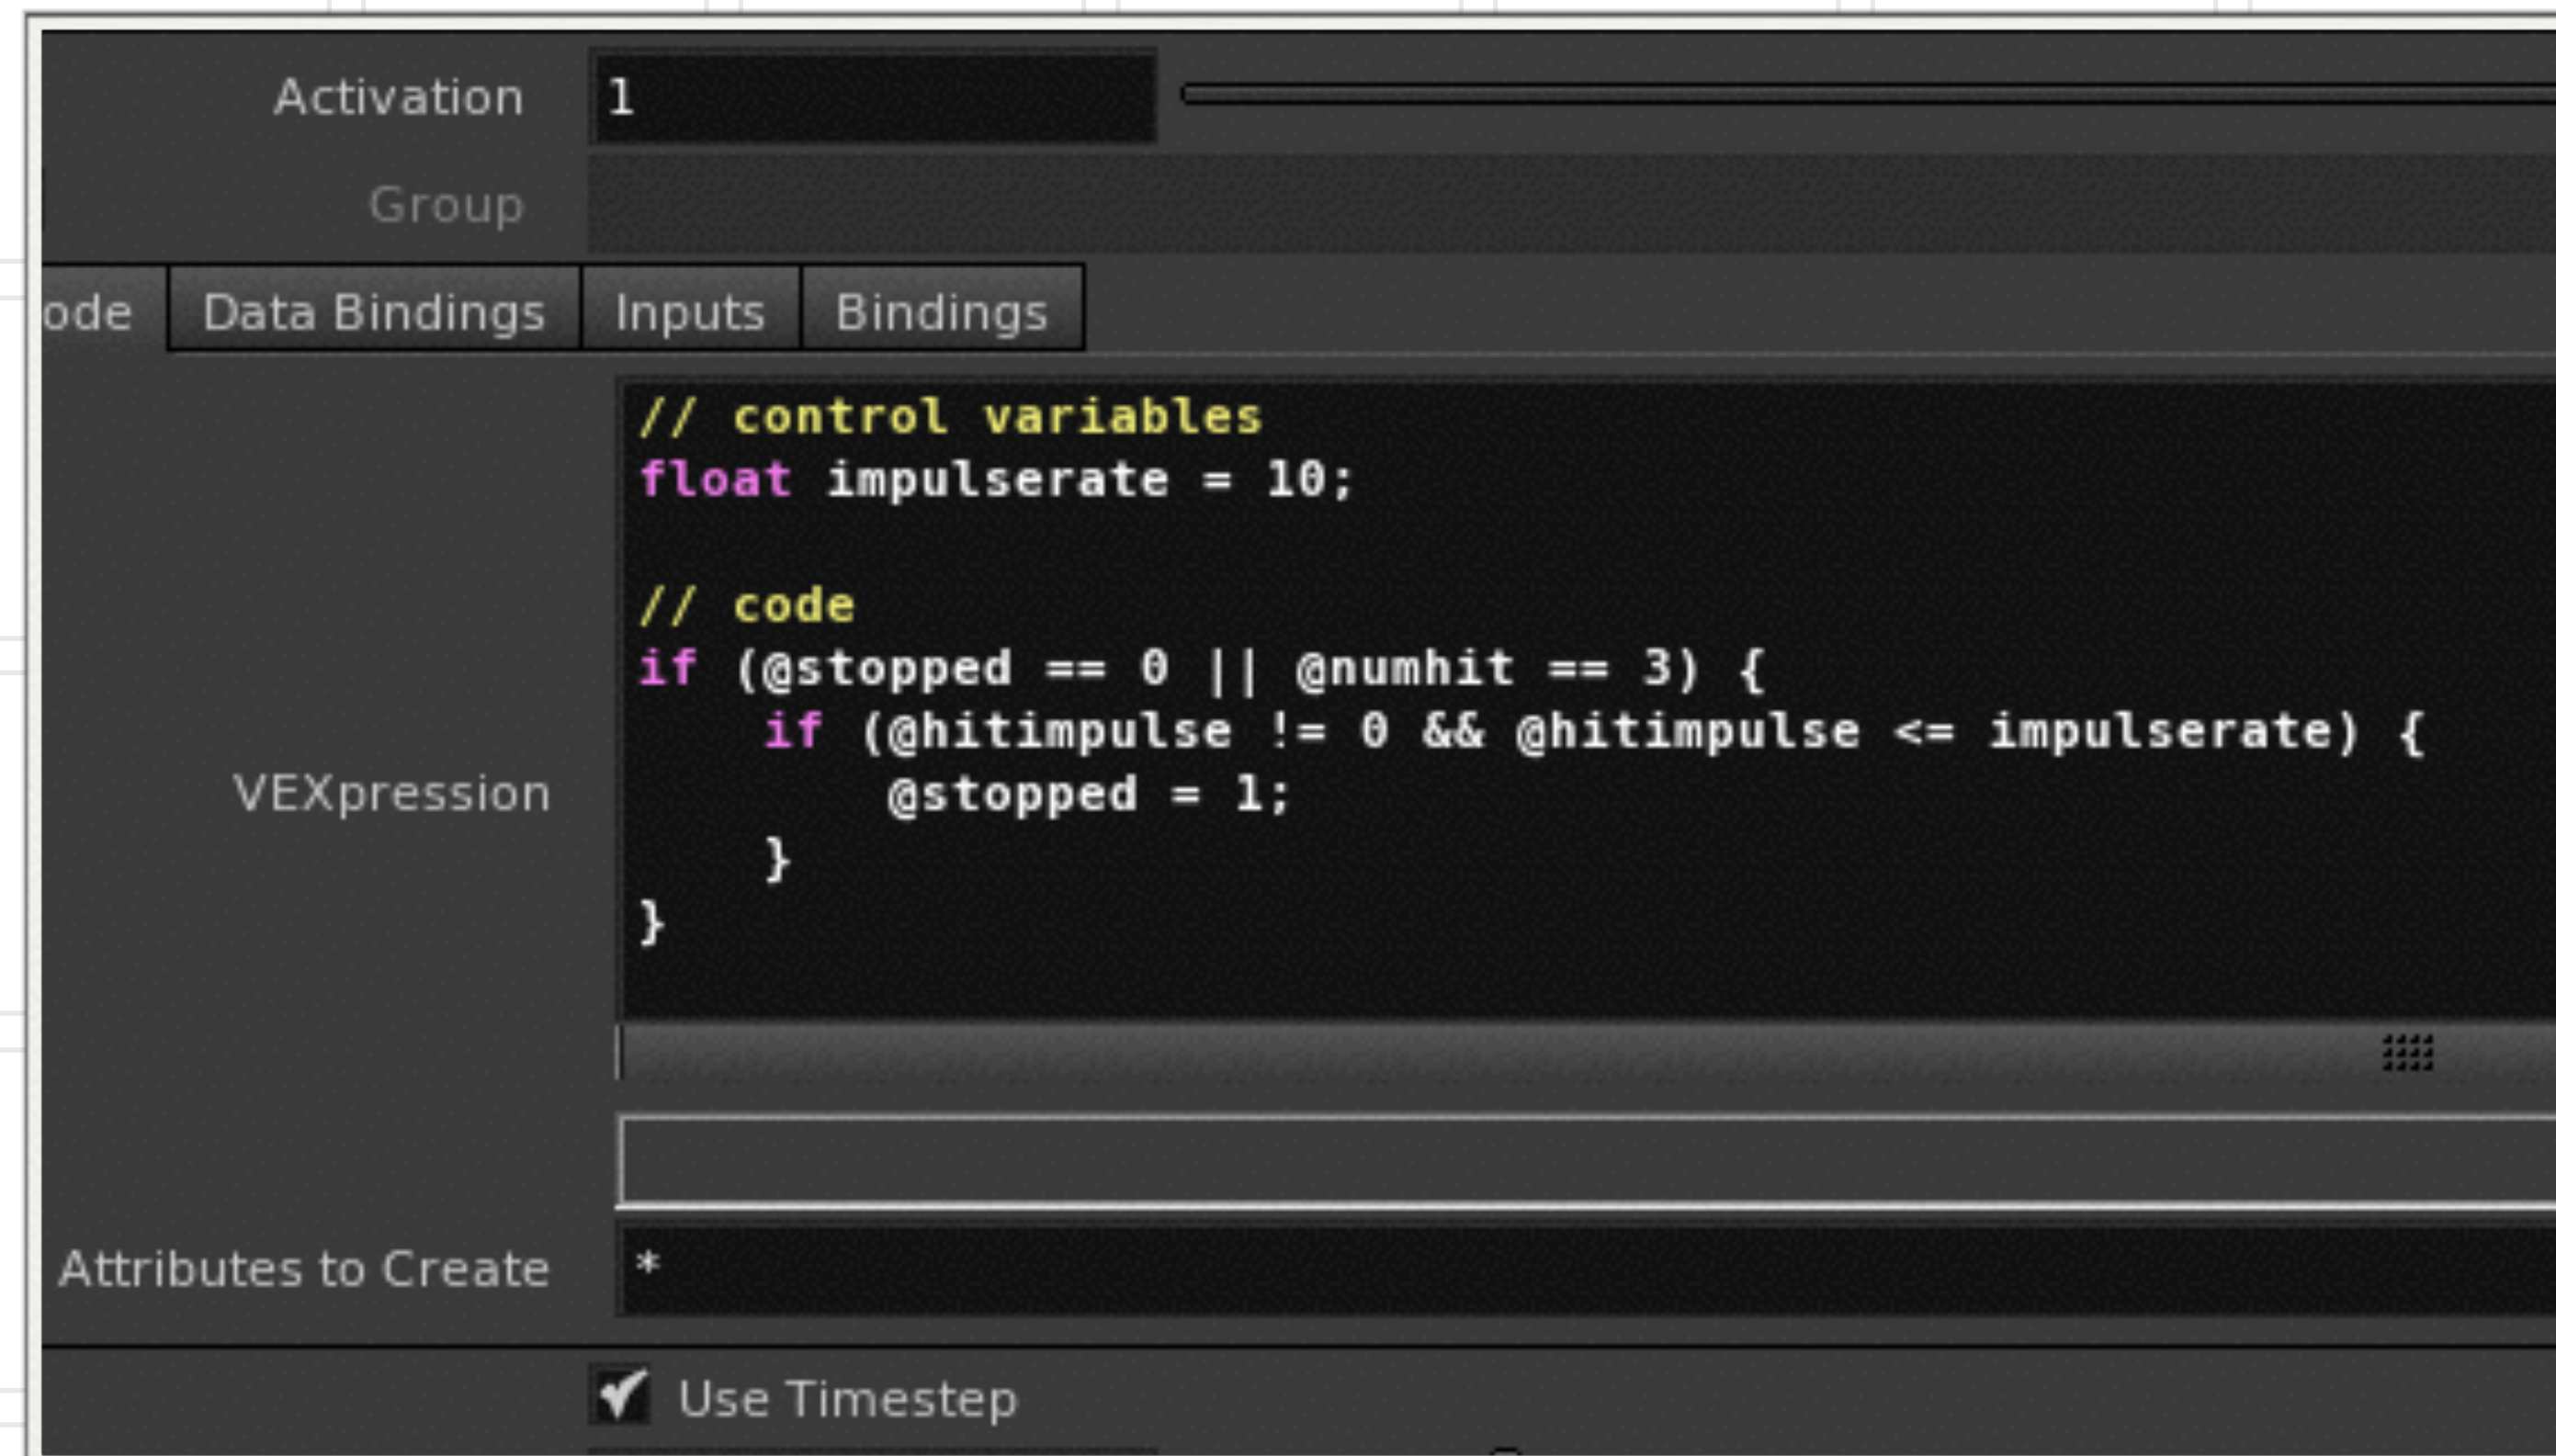 Activation 1
Group
ode Data Bindings Inputs Bindings
// control variables
float impulserate = 10;
// code
if (@stopped == 0 || @numhit == 3) {
    if (@hitimpulse != 0 && @hitimpulse <= impulserate) {
        @stopped = 1;
    }
}
VEXpression
Attributes to Create *
Use Timestep